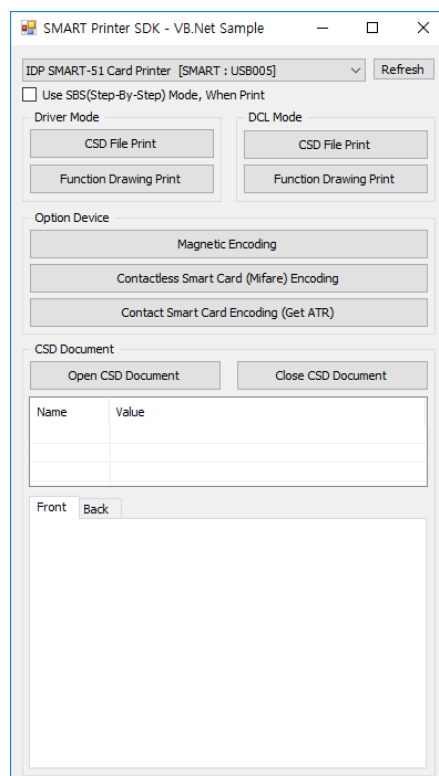 SMART Printer SDK - VB.Net Sample
IDP SMART-51 Card Printer [SMART : USB005]
Refresh
Use SBS(Step-By-Step) Mode, When Print
Driver Mode
CSD File Print
Function Drawing Print
DCL Mode
CSD File Print
Function Drawing Print
Option Device
Magnetic Encoding
Contactless Smart Card (Mifare) Encoding
Contact Smart Card Encoding (Get ATR)
CSD Document
Open CSD Document
Close CSD Document
Name Value
Front Back